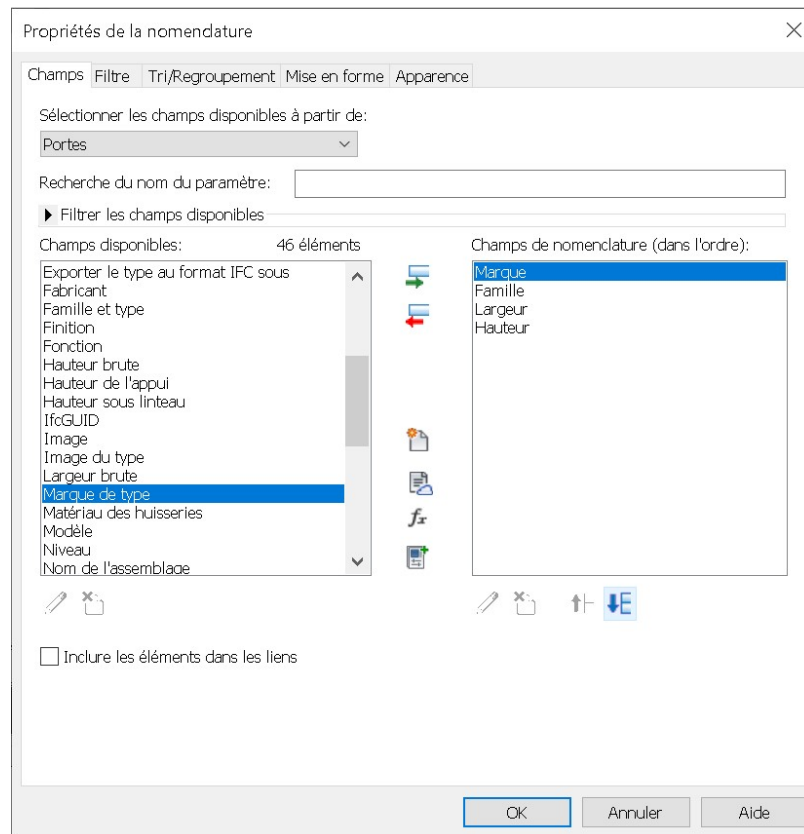 Propriétés de la nomenclature
Champs Filtre Tri/Regroupement Mise en forme Apparence
Sélectionner les champs disponibles à partir de:
Portes
Recherche du nom du paramètre:
Filtrer les champs disponibles
Champs disponibles: 46 éléments
Exporter le type au format IFC sous
Fabricant
Famille et type
Finition
Fonction
Hauteur brute
Hauteur de l'appui
Hauteur sous linteau
IfcGUID
Image
Image du type
Largeur brute
Marque de type
Matériau des huisseries
Modèle
Niveau
Nom de l'assemblage
fx
Champs de nomenclature (dans l'ordre):
Marque
Famille
Largeur
Hauteur
Inclure les éléments dans les liens
OK Annuler Aide